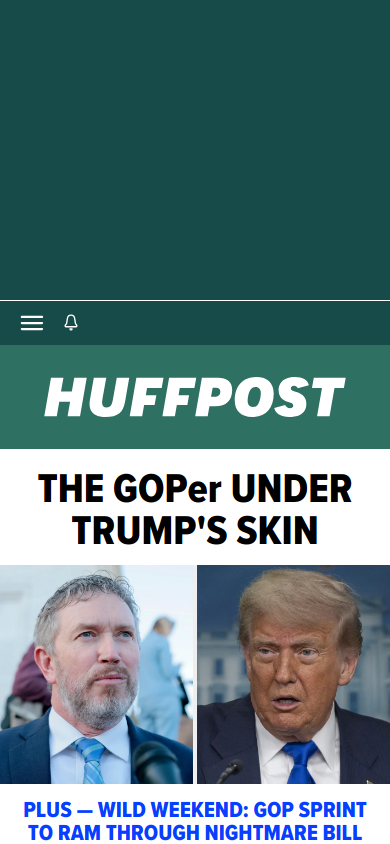 HUFFPOST
THE GOPer UNDER
TRUMP'S SKIN
PLUS — WILD WEEKEND: GOP SPRINT
TO RAM THROUGH NIGHTMARE BILL